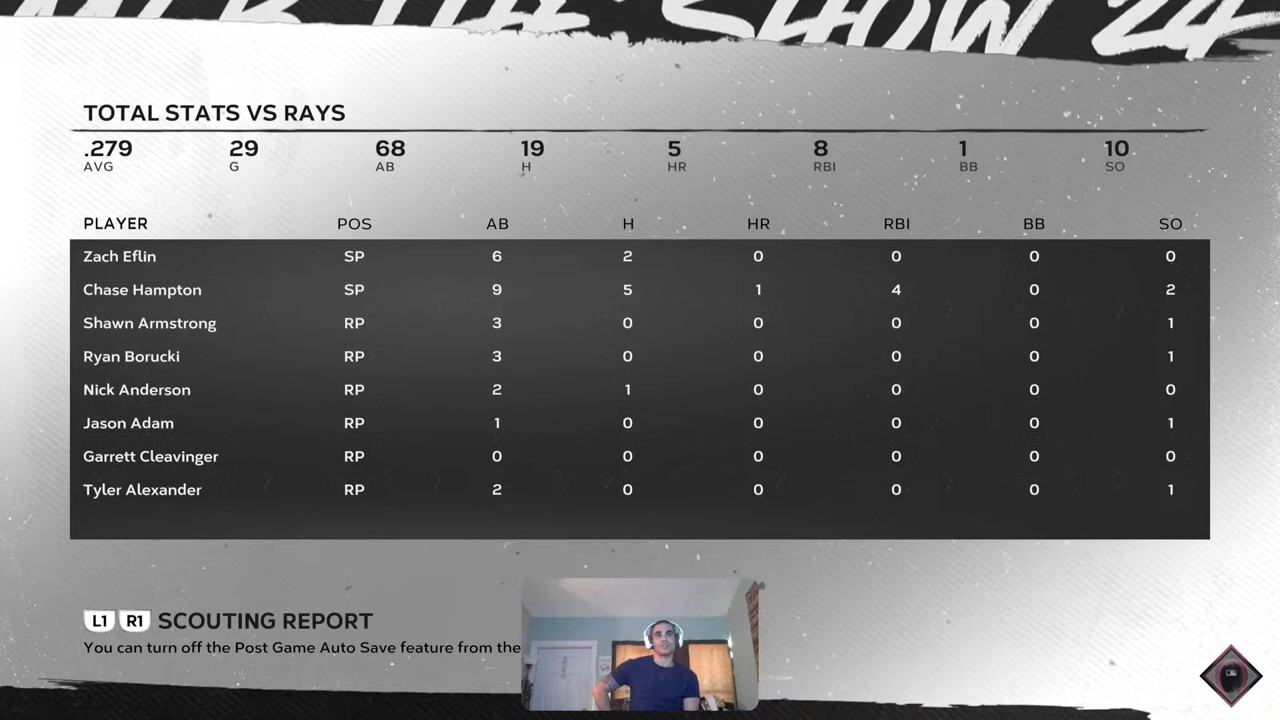 MLB THE SHOW 24
TOTAL STATS VS RAYS
.279 29 68 19 5 8 1 10
AVG G AB H HR RBI BB SO
PLAYER POS AB H HR RBI BB SO
Zach Eflin SP 6 2 0 0 0 0
Chase Hampton SP 9 5 1 4 0 2
Shawn Armstrong RP 3 0 0 0 0 1
Ryan Borucki RP 3 0 0 0 0 1
Nick Anderson RP 2 1 0 0 0 0
Jason Adam RP 1 0 0 0 0 1
Garrett Cleavinger RP 0 0 0 0 0 0
Tyler Alexander RP 2 0 0 0 0 1
L1 R1 SCOUTING REPORT
You can turn off the Post Game Auto Save feature from the